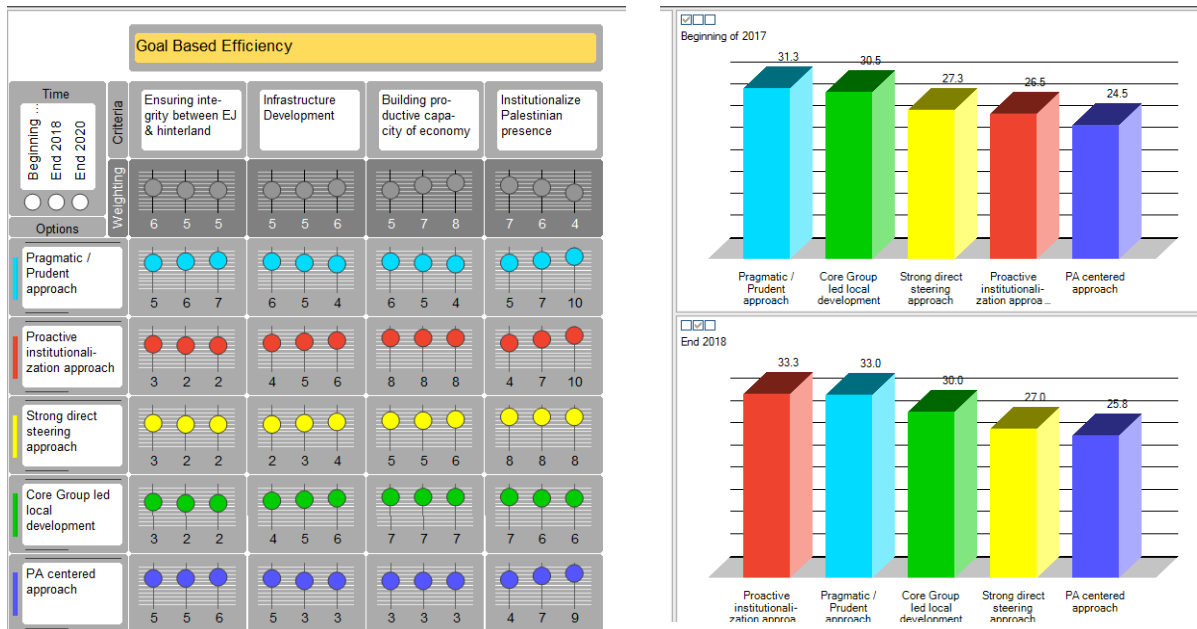 Goal Based Efficiency
Time
Beginning ...
End 2018
End 2020
Criteria
Ensuring inte-
grity between EJ
& hinterland
Infrastructure
Development
Building pro-
ductive capa-
city of economy
Institutionalize
Palestinian
presence
Weighting
6 5 5
5 5 6
5 7 8
7 6 4
Options
Pragmatic /
Prudent
approach
5 6 7
6 5 4
6 5 4
5 7 10
Proactive
institutionali-
zation approach
3 2 2
4 5 6
8 8 8
4 7 10
Strong direct
steering
approach
3 2 2
2 3 4
5 5 6
8 8 8
Core Group led
local
development
3 2 2
4 5 6
7 7 7
7 6 6
PA centered
approach
5 5 6
5 3 3
3 3 3
4 7 9
Beginning of 2017
31.3
30.5
27.3
26.5
24.5
Pragmatic /
Prudent
approach
Core Group
led local
development
Strong direct
steering
approach
Proactive
institutionali-
zation approa...
PA centered
approach
End 2018
33.3
33.0
30.0
27.0
25.8
Proactive
institutionali-
zation approa...
Pragmatic /
Prudent
approach
Core Group
led local
development
Strong direct
steering
approach
PA centered
approach